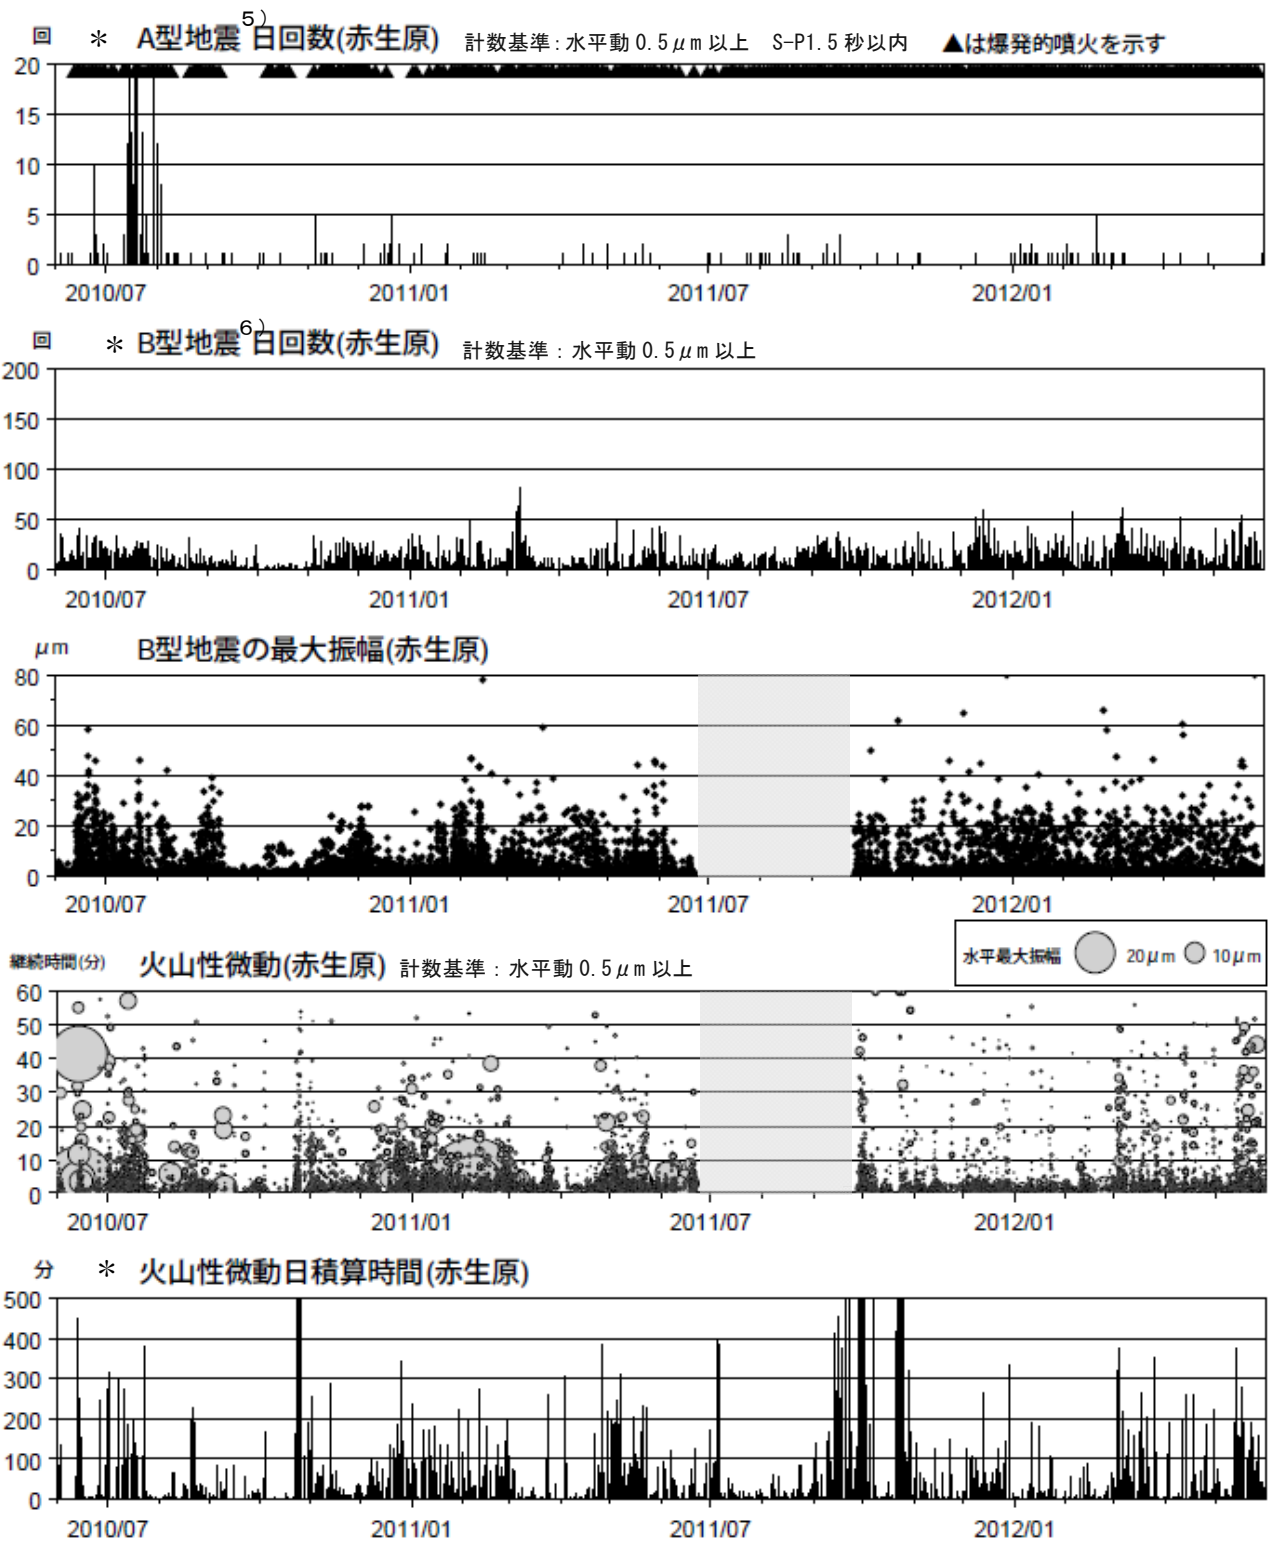 回 ＊ A型地震5)日回数(赤生原) 計数基準:水平動0.5μm以上 S-P1.5秒以内 ▲は爆発的噴火を示す
20
15
10
5
0
2010/07 2011/01 2011/07 2012/01
回 ＊ B型地震6)日回数(赤生原) 計数基準：水平動0.5μm以上
200
150
100
50
0
2010/07 2011/01 2011/07 2012/01
μm B型地震の最大振幅(赤生原)
80
60
40
20
0
2010/07 2011/01 2011/07 2012/01
継続時間(分) 火山性微動(赤生原) 計数基準：水平動0.5μm以上
水平最大振幅 20μm 10μm
60
50
40
30
20
10
0
2010/07 2011/01 2011/07 2012/01
分 ＊ 火山性微動日積算時間(赤生原)
500
400
300
200
100
0
2010/07 2011/01 2011/07 2012/01